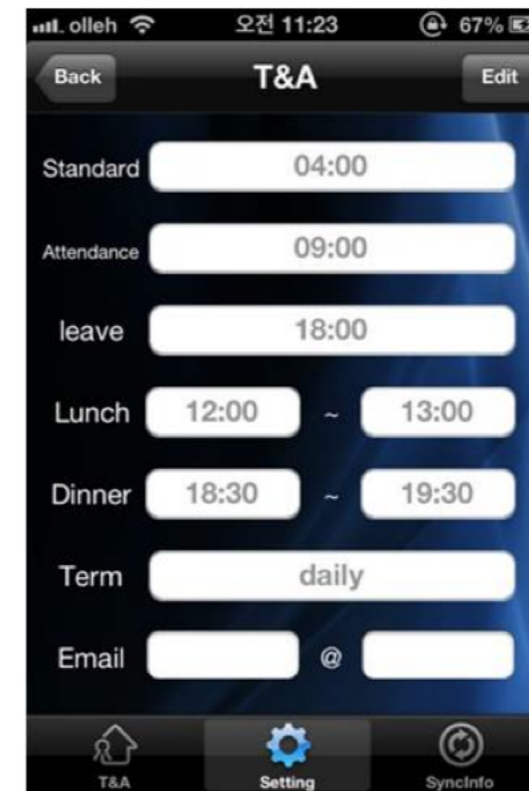 olleh 오전 11:23 67%
Back T&A Edit
Standard 04:00
Attendance 09:00
leave 18:00
Lunch 12:00 ~ 13:00
Dinner 18:30 ~ 19:30
Term daily
Email @
T&A Setting SyncInfo